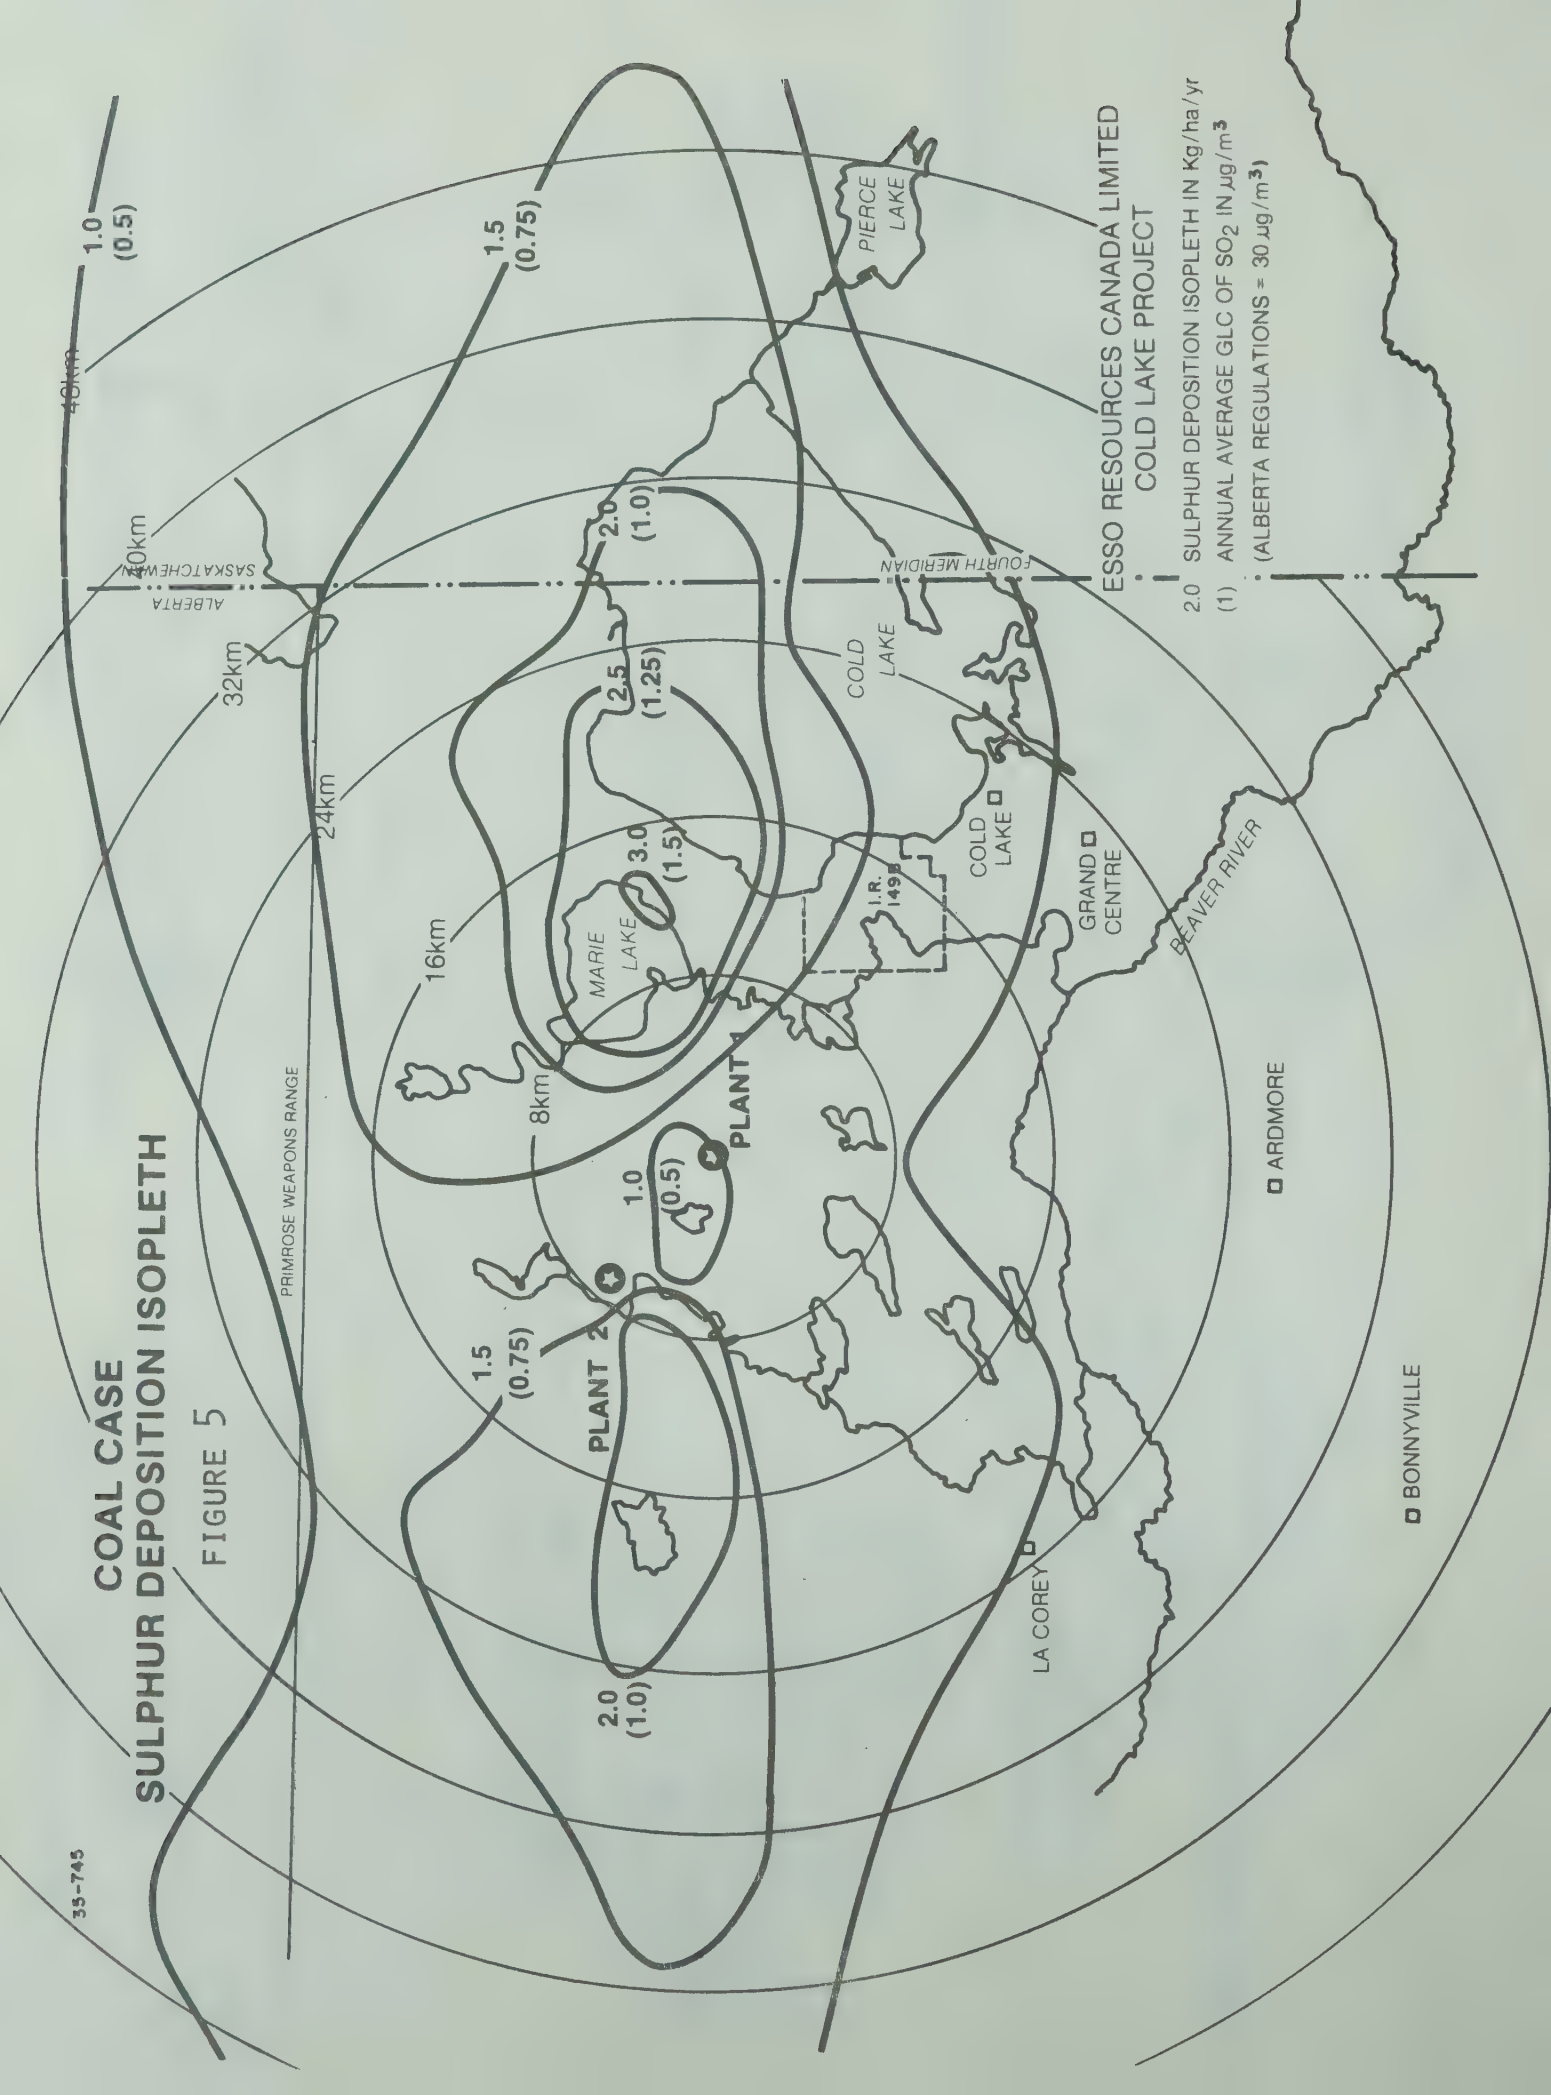 33-745
COAL CASE
SULPHUR DEPOSITION ISOPLETH
FIGURE 5
1.0
(0.5)
48km
40km
32km
24km
16km
8km
ALBERTA
SASKATCHEWAN
PRIMROSE WEAPONS RANGE
1.5
(0.75)
1.5
(0.75)
2.0
(1.0)
2.5
(1.25)
3.0
(1.5)
MARIE
LAKE
PLANT 2
PLANT 1
1.0
(0.5)
2.0
(1.0)
PIERCE
LAKE
COLD
LAKE
FOURTH MERIDIAN
I.R.
149B
COLD
LAKE
GRAND
CENTRE
BEAVER RIVER
LA COREY
ARDMORE
BONNYVILLE
ESSO RESOURCES CANADA LIMITED
COLD LAKE PROJECT
2.0 SULPHUR DEPOSITION ISOPLETH IN Kg/ha/yr
(1) ANNUAL AVERAGE GLC OF SO2 IN µg/m³
(ALBERTA REGULATIONS = 30 µg/m³)